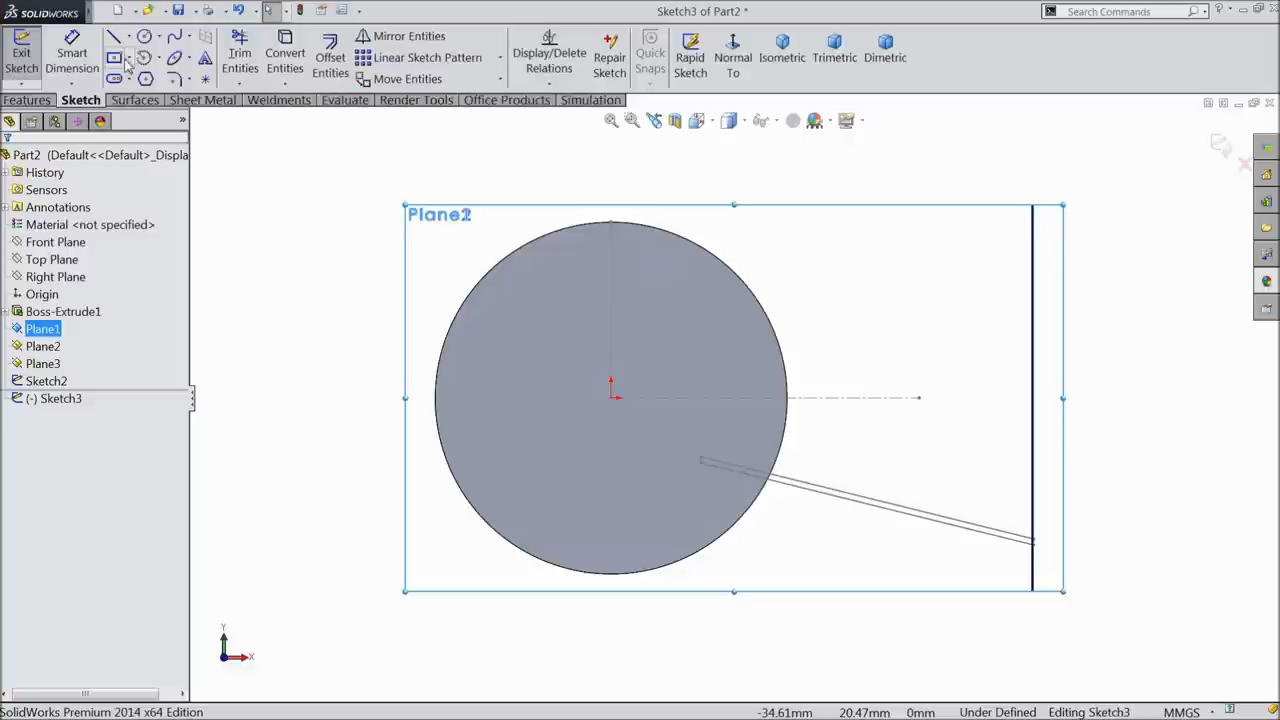 SOLIDWORKS
Sketch3 of Part2 *
Search Commands
Exit Sketch
Smart Dimension
Trim Entities
Convert Entities
Offset Entities
Mirror Entities
Linear Sketch Pattern
Move Entities
Display/Delete Relations
Repair Sketch
Quick Snaps
Rapid Sketch
Normal To
Isometric
Trimetric
Dimetric
Features
Sketch
Surfaces
Sheet Metal
Weldments
Evaluate
Render Tools
Office Products
Simulation
Part2 (Default<<Default>_Displa
History
Sensors
Annotations
Material <not specified>
Front Plane
Top Plane
Right Plane
Origin
Boss-Extrude1
Plane1
Plane2
Plane3
Sketch2
(-) Sketch3
Y
X
SolidWorks Premium 2014 x64 Edition
-34.61mm
20.47mm
0mm
Under Defined
Editing Sketch3
MMGS